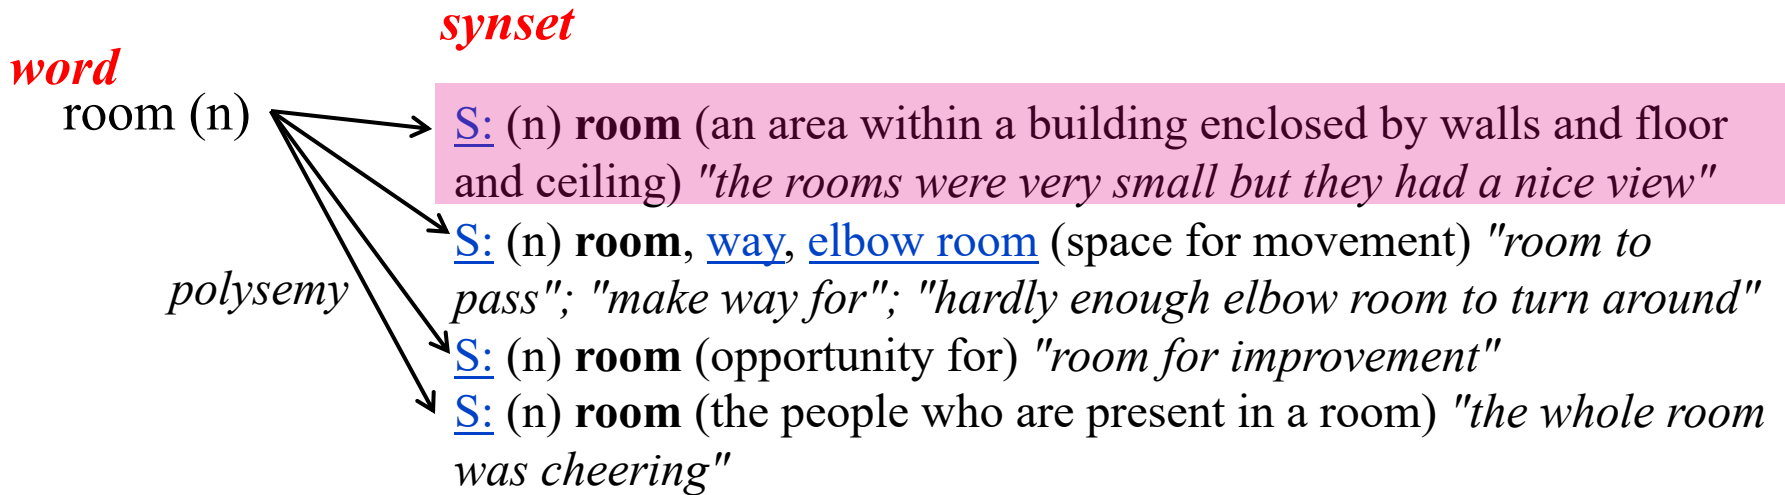 synset
word
room (n)
S: (n) room (an area within a building enclosed by walls and floor
and ceiling) "the rooms were very small but they had a nice view"
S: (n) room, way, elbow room (space for movement) "room to
pass"; "make way for"; "hardly enough elbow room to turn around"
polysemy
S: (n) room (opportunity for) "room for improvement"
S: (n) room (the people who are present in a room) "the whole room
was cheering"